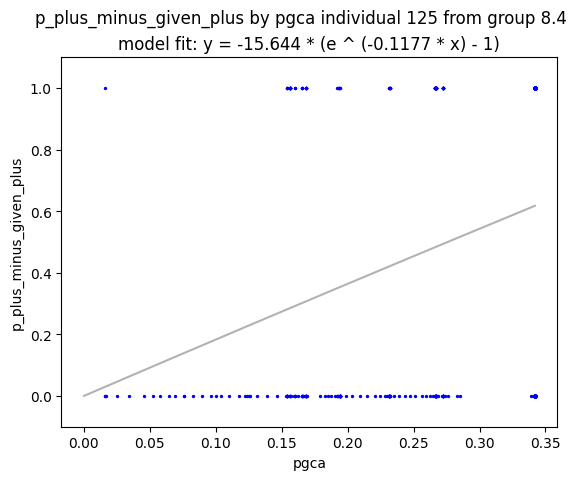 p_plus_minus_given_plus by pgca individual 125 from group 8.4
model fit: y = -15.644 * (e ^ (-0.1177 * x) - 1)
1.0
0.8
0.6
0.4
0.2
0.0
p_plus_minus_given_plus
0.00 0.05 0.10 0.15 0.20 0.25 0.30 0.35
pgca